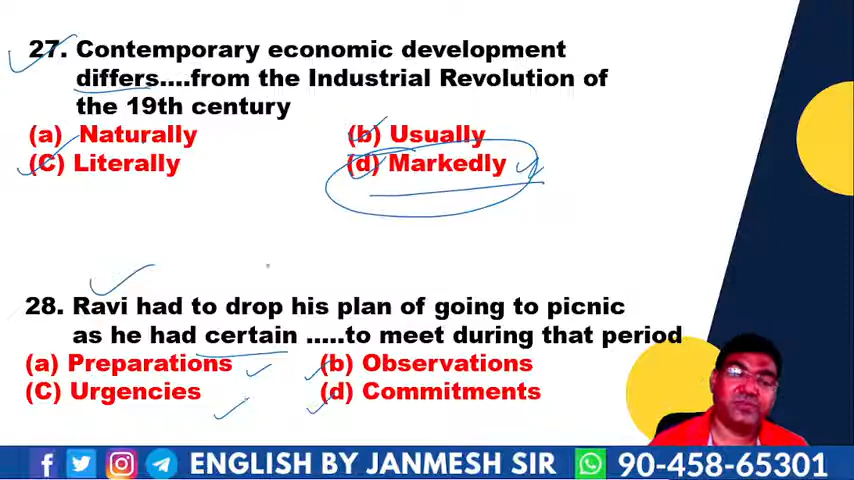 27. Contemporary economic development
differs....from the Industrial Revolution of
the 19th century
(a) Naturally (b) Usually
(C) Literally (d) Markedly
28. Ravi had to drop his plan of going to picnic
as he had certain .....to meet during that period
(a) Preparations (b) Observations
(C) Urgencies (d) Commitments
ENGLISH BY JANMESH SIR 90-458-65301